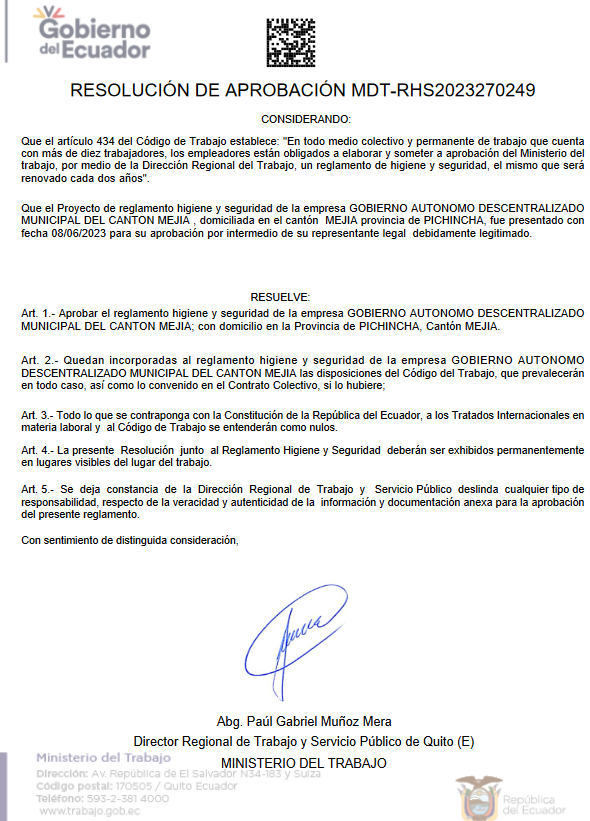 Gobierno
del Ecuador
RESOLUCIÓN DE APROBACIÓN MDT-RHS2023270249
CONSIDERANDO:
Que el artículo 434 del Código de Trabajo establece: "En todo medio colectivo y permanente de trabajo que cuenta
con más de diez trabajadores, los empleadores están obligados a elaborar y someter a aprobación del Ministerio del
trabajo, por medio de la Dirección Regional del Trabajo, un reglamento de higiene y seguridad, el mismo que será
renovado cada dos años".
Que el Proyecto de reglamento higiene y seguridad de la empresa GOBIERNO AUTONOMO DESCENTRALIZADO
MUNICIPAL DEL CANTON MEJIA , domiciliada en el cantón MEJIA provincia de PICHINCHA, fue presentado con
fecha 08/06/2023 para su aprobación por intermedio de su representante legal debidamente legitimado.
RESUELVE:
Art. 1.- Aprobar el reglamento higiene y seguridad de la empresa GOBIERNO AUTONOMO DESCENTRALIZADO
MUNICIPAL DEL CANTON MEJIA; con domicilio en la Provincia de PICHINCHA, Cantón MEJIA.
Art. 2.- Quedan incorporadas al reglamento higiene y seguridad de la empresa GOBIERNO AUTONOMO
DESCENTRALIZADO MUNICIPAL DEL CANTON MEJIA las disposiciones del Código del Trabajo, que prevalecerán
en todo caso, así como lo convenido en el Contrato Colectivo, si lo hubiere;
Art. 3.- Todo lo que se contraponga con la Constitución de la República del Ecuador, a los Tratados Internacionales en
materia laboral y al Código de Trabajo se entenderán como nulos.
Art. 4.- La presente Resolución junto al Reglamento Higiene y Seguridad deberán ser exhibidos permanentemente
en lugares visibles del lugar del trabajo.
Art. 5.- Se deja constancia de la Dirección Regional de Trabajo y Servicio Público deslinda cualquier tipo de
responsabilidad, respecto de la veracidad y autenticidad de la información y documentación anexa para la aprobación
del presente reglamento.
Con sentimiento de distinguida consideración,
Abg. Paúl Gabriel Muñoz Mera
Director Regional de Trabajo y Servicio Público de Quito (E)
MINISTERIO DEL TRABAJO
Ministerio del Trabajo
Dirección: Av. República de El Salvador N34-183 y Suiza
Código postal: 170505 / Quito Ecuador
Teléfono: 593-2-381 4000
www.trabajo.gob.ec
República
del Ecuador